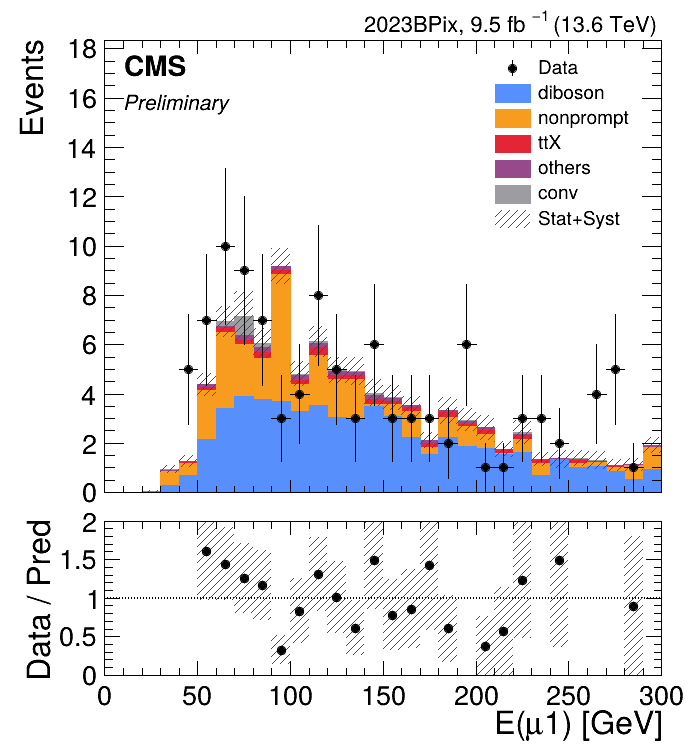 2023BPix, 9.5 fb⁻¹ (13.6 TeV)
Events
18
16
14
12
10
8
6
4
2
0
CMS
Preliminary
Data
diboson
nonprompt
ttX
others
conv
Stat+Syst
Data / Pred
2
1.5
1
0.5
0
0 50 100 150 200 250 300
E(μ1) [GeV]